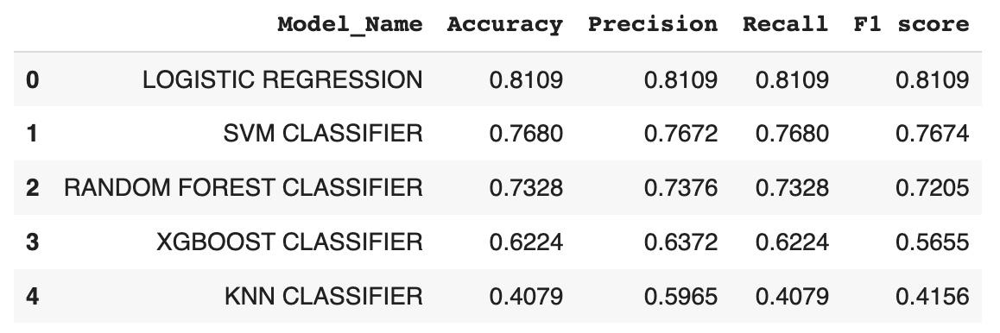 Model_Name Accuracy Precision Recall F1 score
0 LOGISTIC REGRESSION 0.8109 0.8109 0.8109 0.8109
1 SVM CLASSIFIER 0.7680 0.7672 0.7680 0.7674
2 RANDOM FOREST CLASSIFIER 0.7328 0.7376 0.7328 0.7205
3 XGBOOST CLASSIFIER 0.6224 0.6372 0.6224 0.5655
4 KNN CLASSIFIER 0.4079 0.5965 0.4079 0.4156